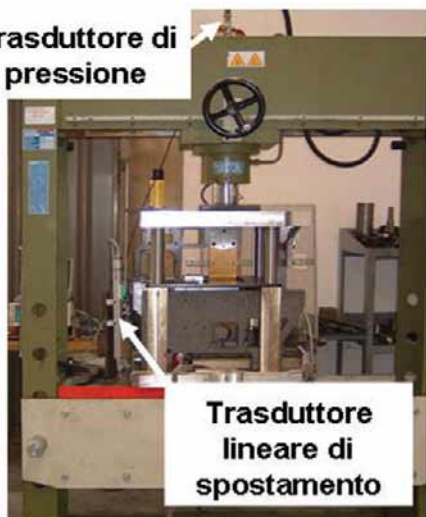 rasduttore di
pressione
Trasduttore
lineare di
spostamento